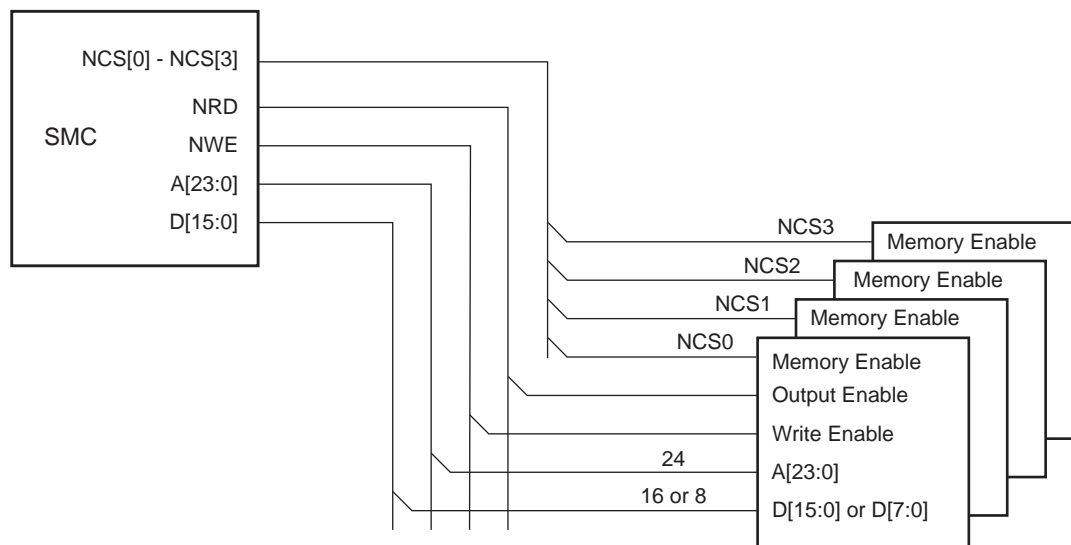 NCS[0] - NCS[3]
NRD
SMC
NWE
A[23:0]
D[15:0]
NCS3
Memory Enable
NCS2
Memory Enable
NCS1
Memory Enable
NCS0
Memory Enable
Output Enable
Write Enable
24
A[23:0]
16 or 8
D[15:0] or D[7:0]